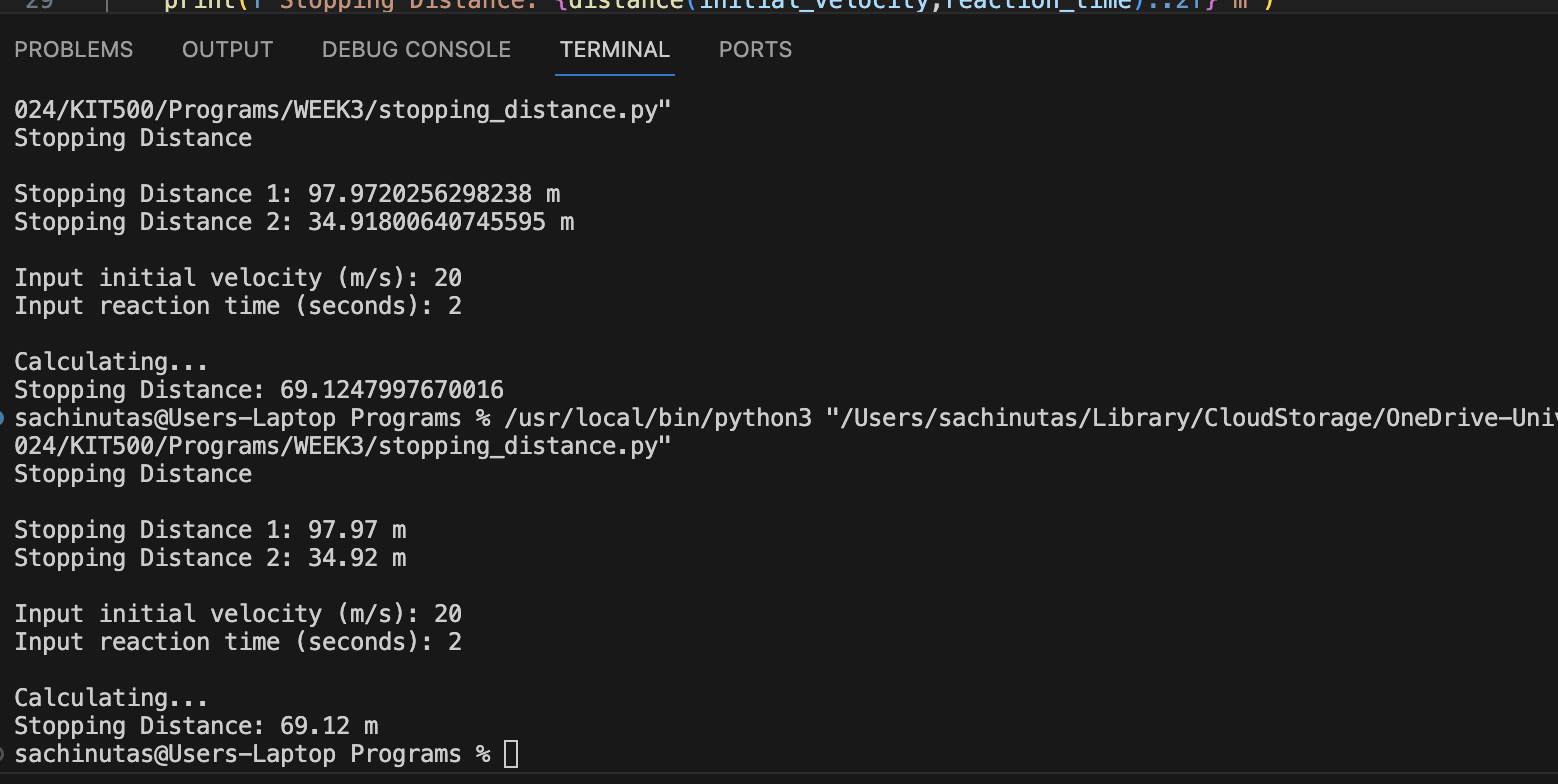 29 print(f"Stopping Distance: {distance(initial_velocity,reaction_time):.2f} m")
PROBLEMS OUTPUT DEBUG CONSOLE TERMINAL PORTS
024/KIT500/Programs/WEEK3/stopping_distance.py"
Stopping Distance
Stopping Distance 1: 97.9720256298238 m
Stopping Distance 2: 34.91800640745595 m
Input initial velocity (m/s): 20
Input reaction time (seconds): 2
Calculating...
Stopping Distance: 69.1247997670016
sachinutas@Users-Laptop Programs % /usr/local/bin/python3 "/Users/sachinutas/Library/CloudStorage/OneDrive-Univ
024/KIT500/Programs/WEEK3/stopping_distance.py"
Stopping Distance
Stopping Distance 1: 97.97 m
Stopping Distance 2: 34.92 m
Input initial velocity (m/s): 20
Input reaction time (seconds): 2
Calculating...
Stopping Distance: 69.12 m
sachinutas@Users-Laptop Programs %